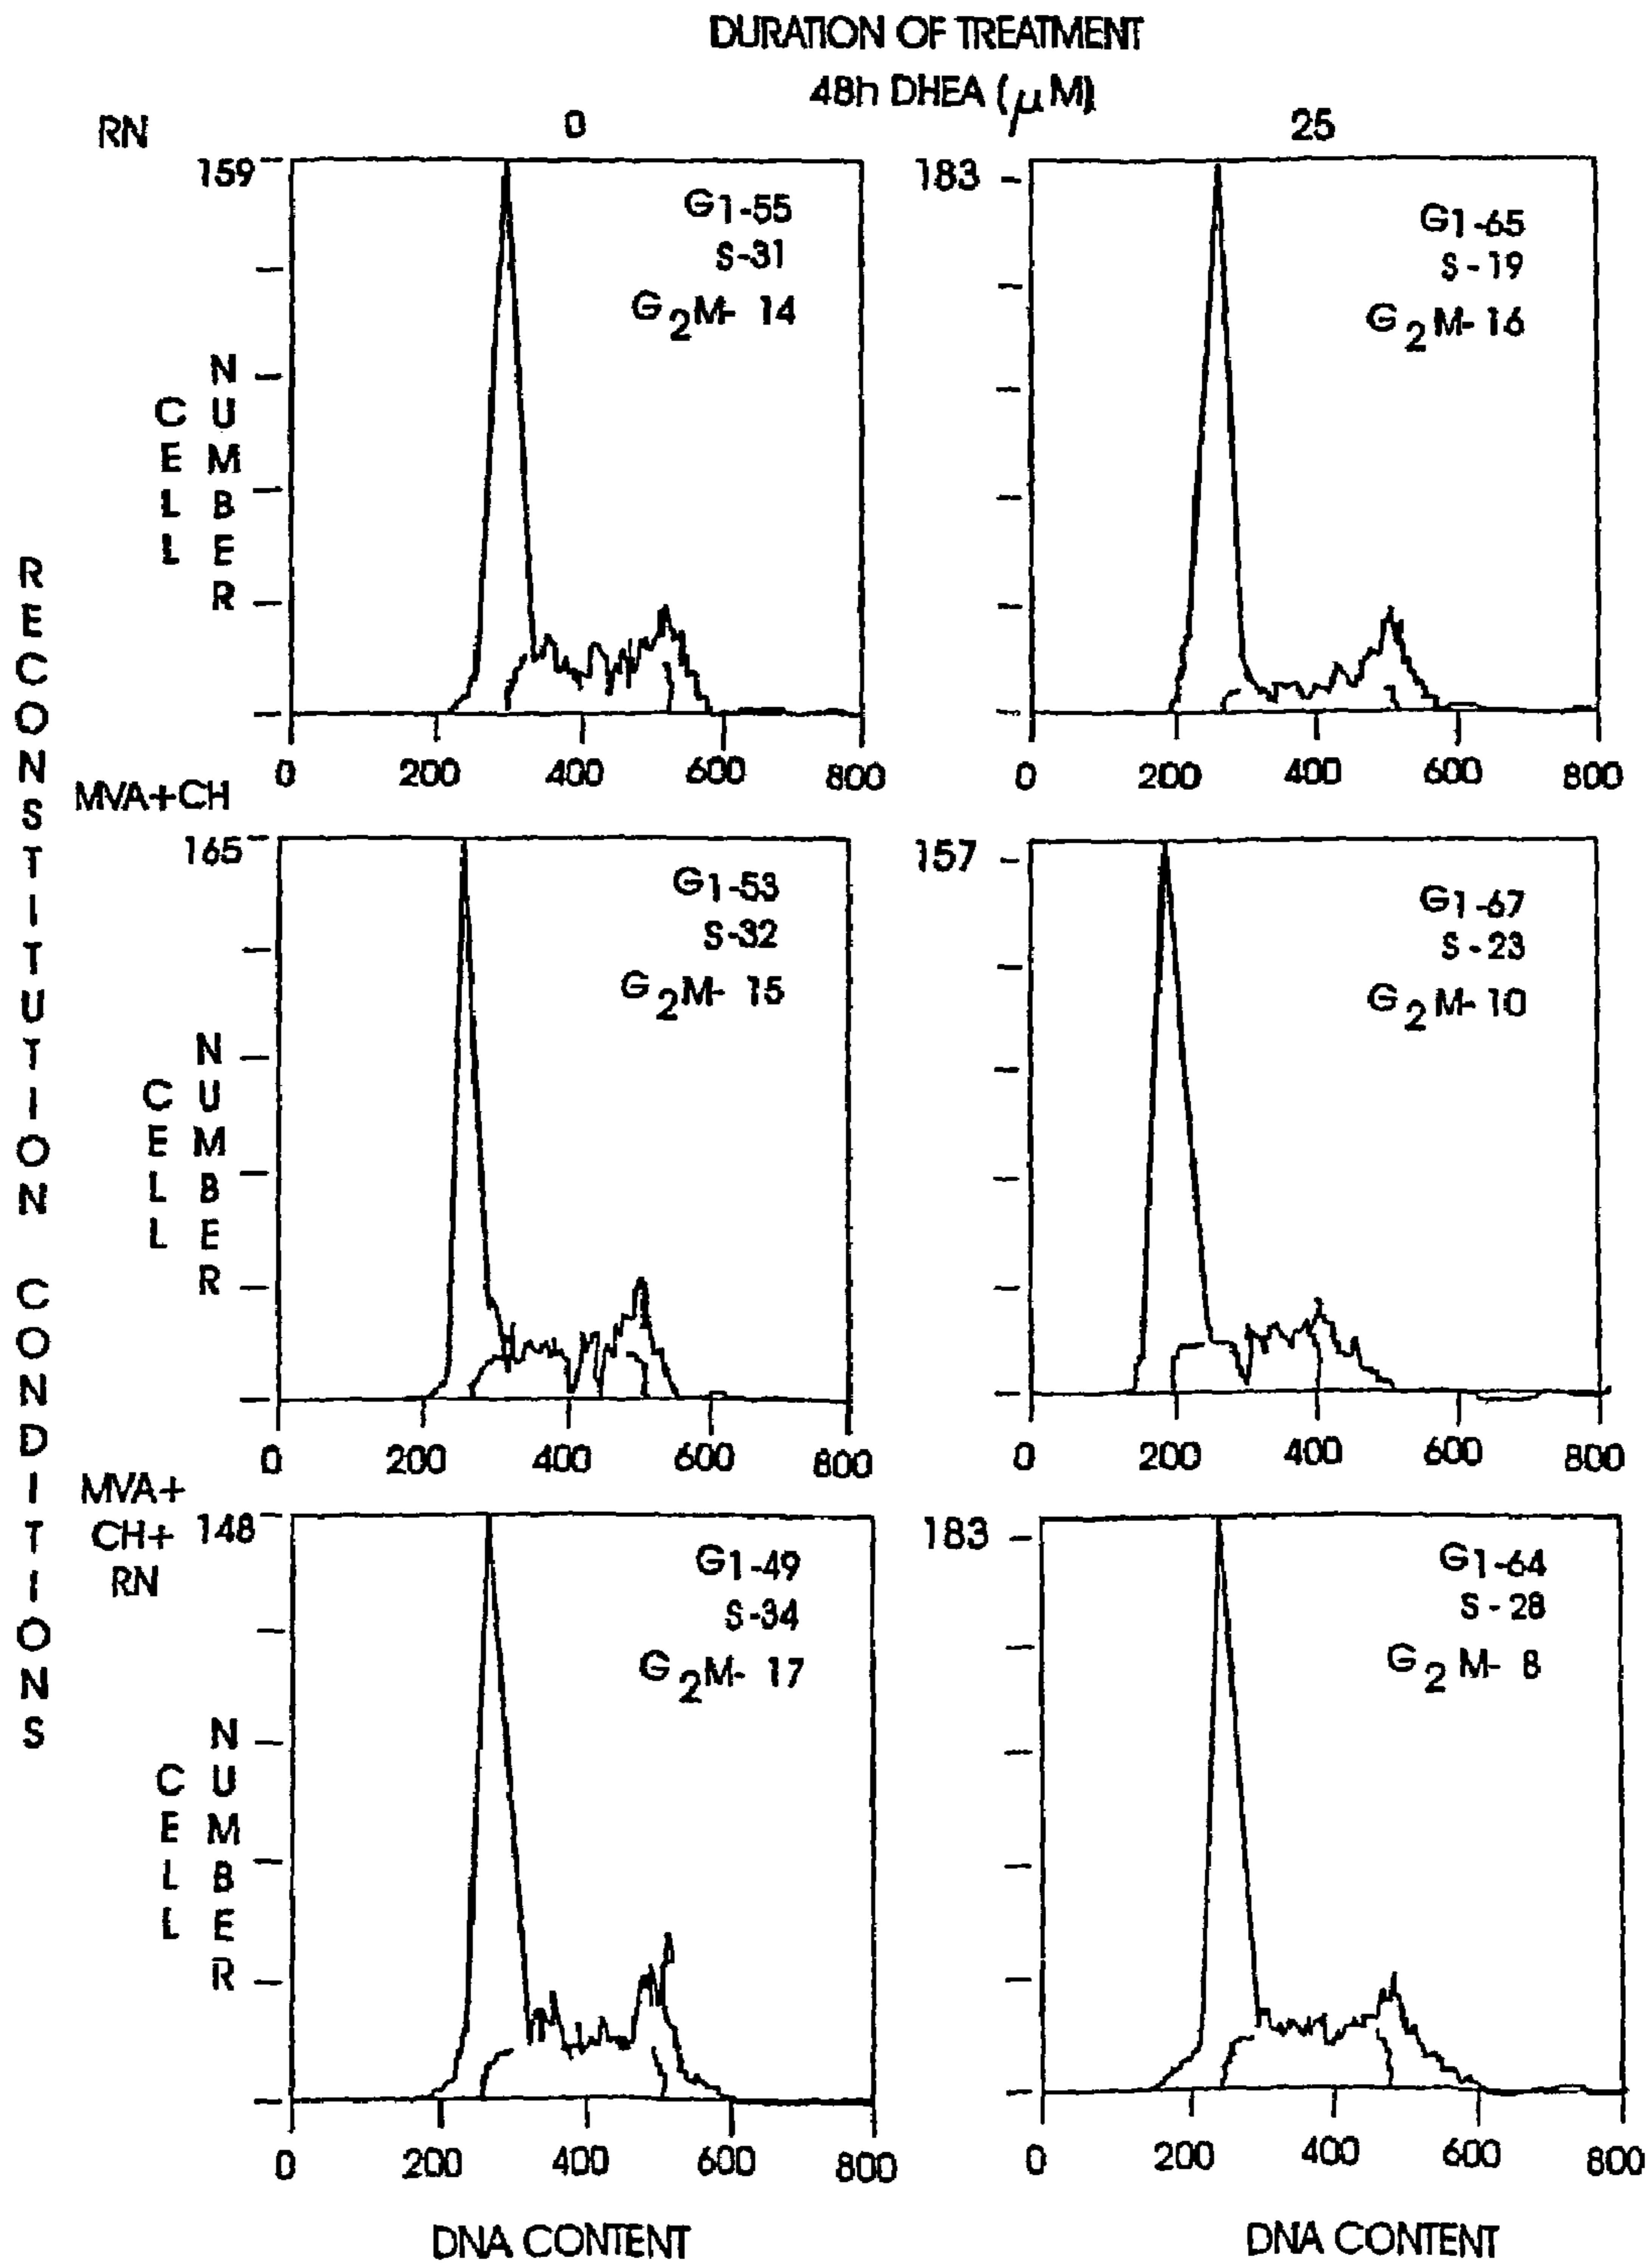 DURATION OF TREATMENT
48h DHEA (μM)
RN
0
25
RECONSTITUTION CONDITIONS
159
CELL NUMBER
G1-55
S-31
G2M- 14
0 200 400 600 800
183
G1-65
S-19
G2M-16
0 200 400 600 800
MVA+CH
165
CELL NUMBER
G1-53
S-32
G2M- 15
0 200 400 600 800
157
G1-67
S-23
G2M-10
0 200 400 600 800
MVA+
CH+
RN
148
CELL NUMBER
G1-49
S-34
G2M- 17
0 200 400 600 800
DNA CONTENT
183
G1-64
S-28
G2M- 8
0 200 400 600 800
DNA CONTENT